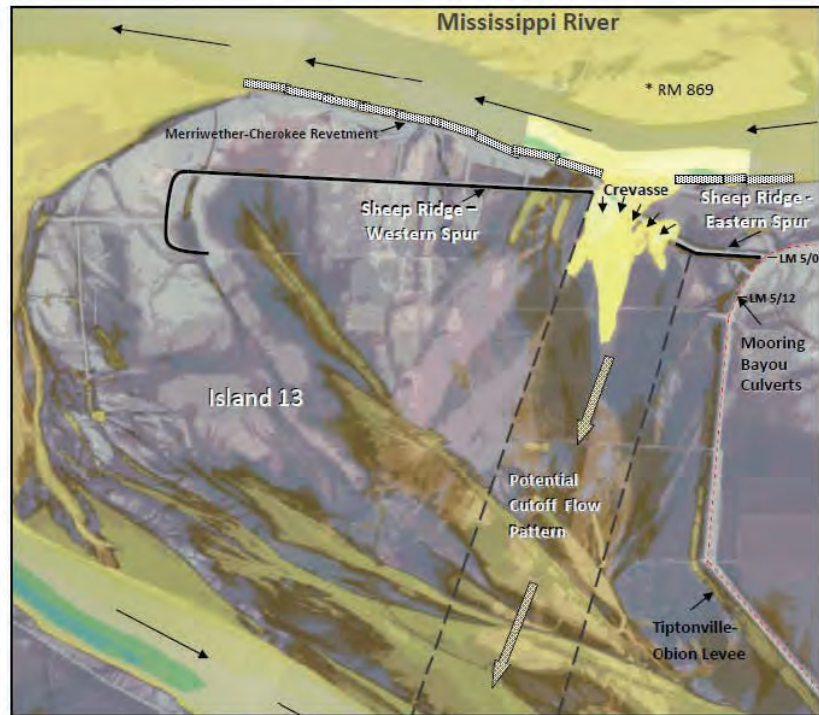 Mississippi River
* RM 869
Merriwether-Cherokee Revetment
Crevasse
Sheep Ridge –
Western Spur
Sheep Ridge -
Eastern Spur
LM 5/0
LM 5/12
Mooring
Bayou
Culverts
Island 13
Potential
Cutoff Flow
Pattern
Tiptonville-
Obion Levee